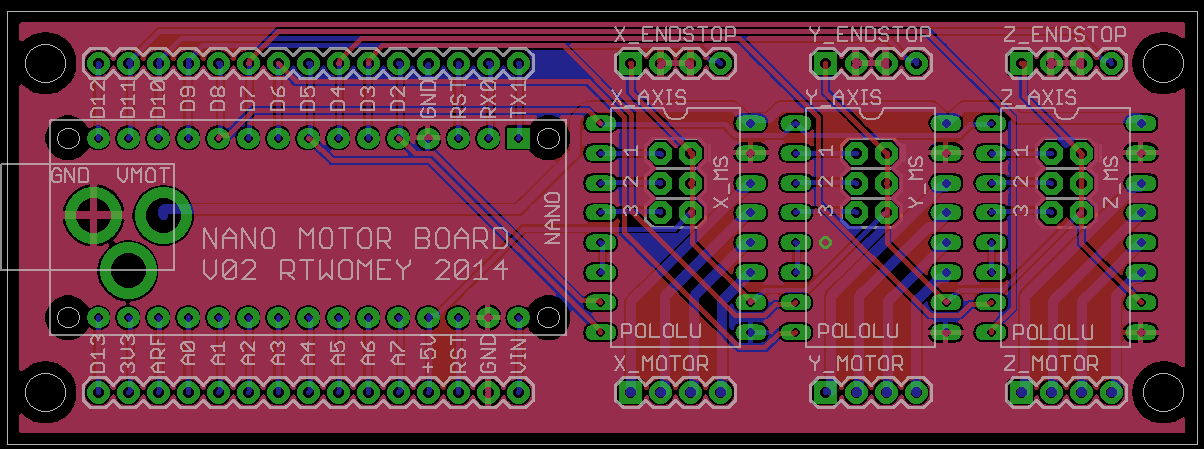 X_ENDSTOP Y_ENDSTOP Z_ENDSTOP
D12 D11 D10 D9 D8 D7 D6 D5 D4 D3 D2 GND RST RX0 TX1
X_AXIS Y_AXIS Z_AXIS
1 1 1
2 2 2
3 3 3
X_MS Y_MS Z_MS
GND VMOT
NANO
NANO MOTOR BOARD
V02 RTWOMEY 2014
POLOLU POLOLU POLOLU
D13 3V3 ARF A0 A1 A2 A3 A4 A5 A6 A7 +5V RST GND VIN
X_MOTOR Y_MOTOR Z_MOTOR